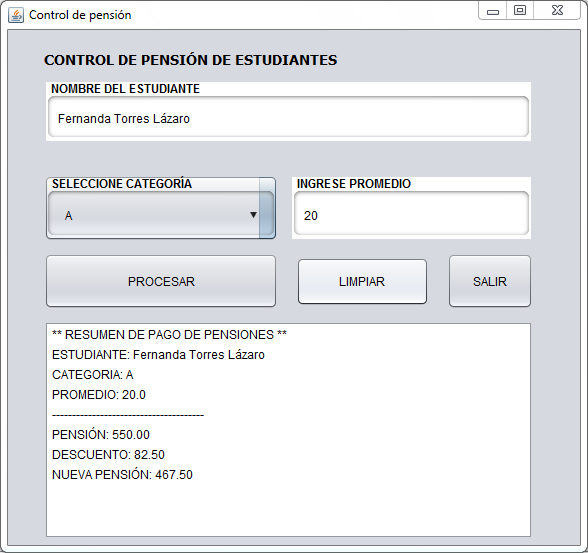 Control de pensión
CONTROL DE PENSIÓN DE ESTUDIANTES
NOMBRE DEL ESTUDIANTE
Fernanda Torres Lázaro
SELECCIONE CATEGORÍA
INGRESE PROMEDIO
A
20
PROCESAR
LIMPIAR
SALIR
** RESUMEN DE PAGO DE PENSIONES **
ESTUDIANTE: Fernanda Torres Lázaro
CATEGORIA: A
PROMEDIO: 20.0
--------------------------------------
PENSIÓN: 550.00
DESCUENTO: 82.50
NUEVA PENSIÓN: 467.50